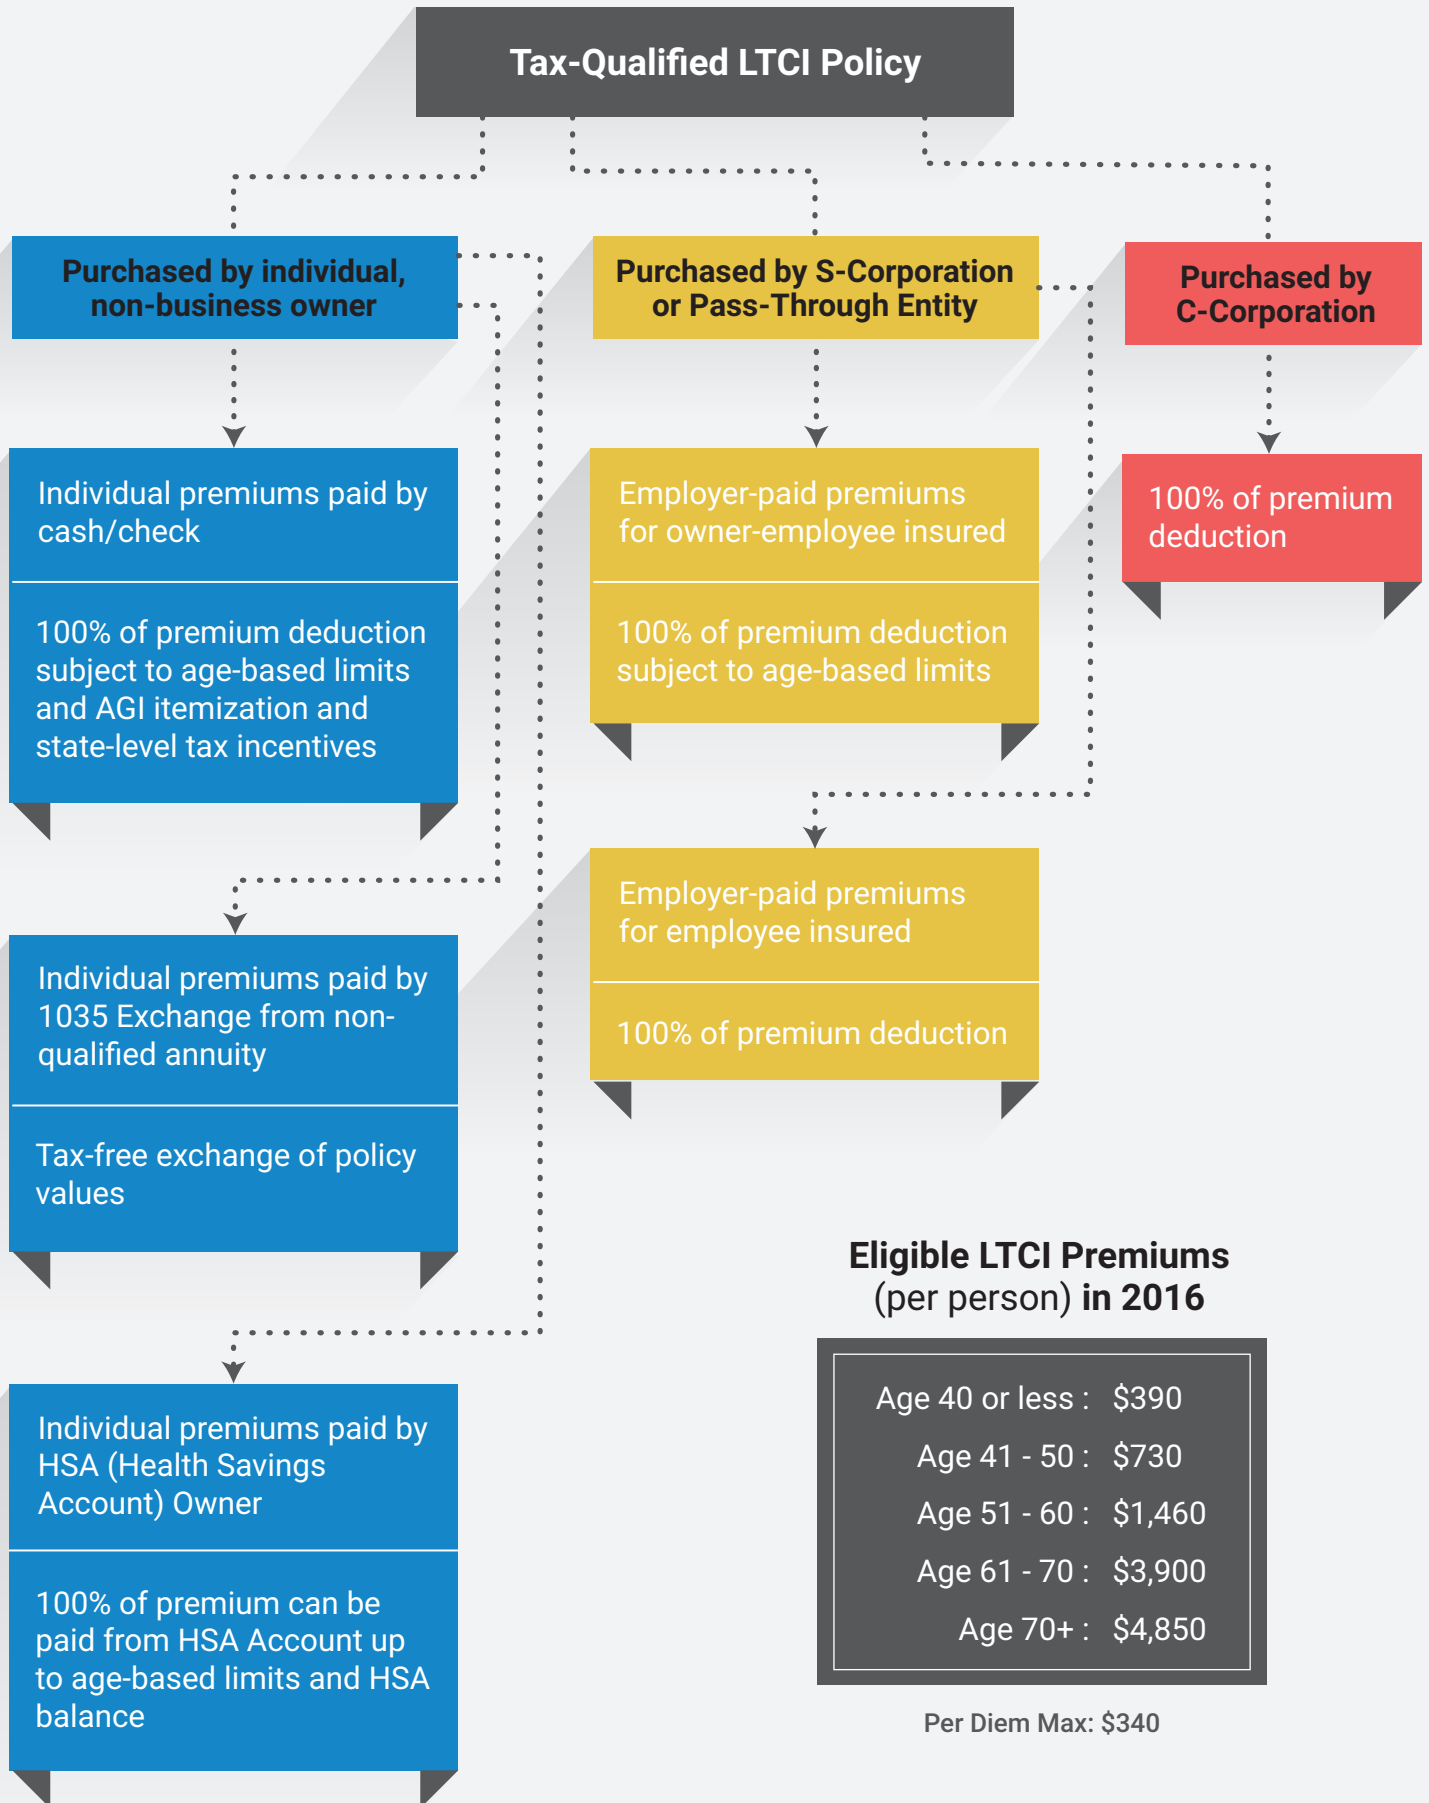 Tax-Qualified LTCI Policy
Purchased by individual,
non-business owner
Individual premiums paid by
cash/check
100% of premium deduction
subject to age-based limits
and AGI itemization and
state-level tax incentives
Individual premiums paid by
1035 Exchange from non-
qualified annuity
Tax-free exchange of policy
values
Individual premiums paid by
HSA (Health Savings
Account) Owner
100% of premium can be
paid from HSA Account up
to age-based limits and HSA
balance
Purchased by S-Corporation
or Pass-Through Entity
Employer-paid premiums
for owner-employee insured
100% of premium deduction
subject to age-based limits
Employer-paid premiums
for employee insured
100% of premium deduction
Purchased by
C-Corporation
100% of premium
deduction
Eligible LTCI Premiums
(per person) in 2016
Age 40 or less : $390
Age 41 - 50 : $730
Age 51 - 60 : $1,460
Age 61 - 70 : $3,900
Age 70+ : $4,850
Per Diem Max: $340